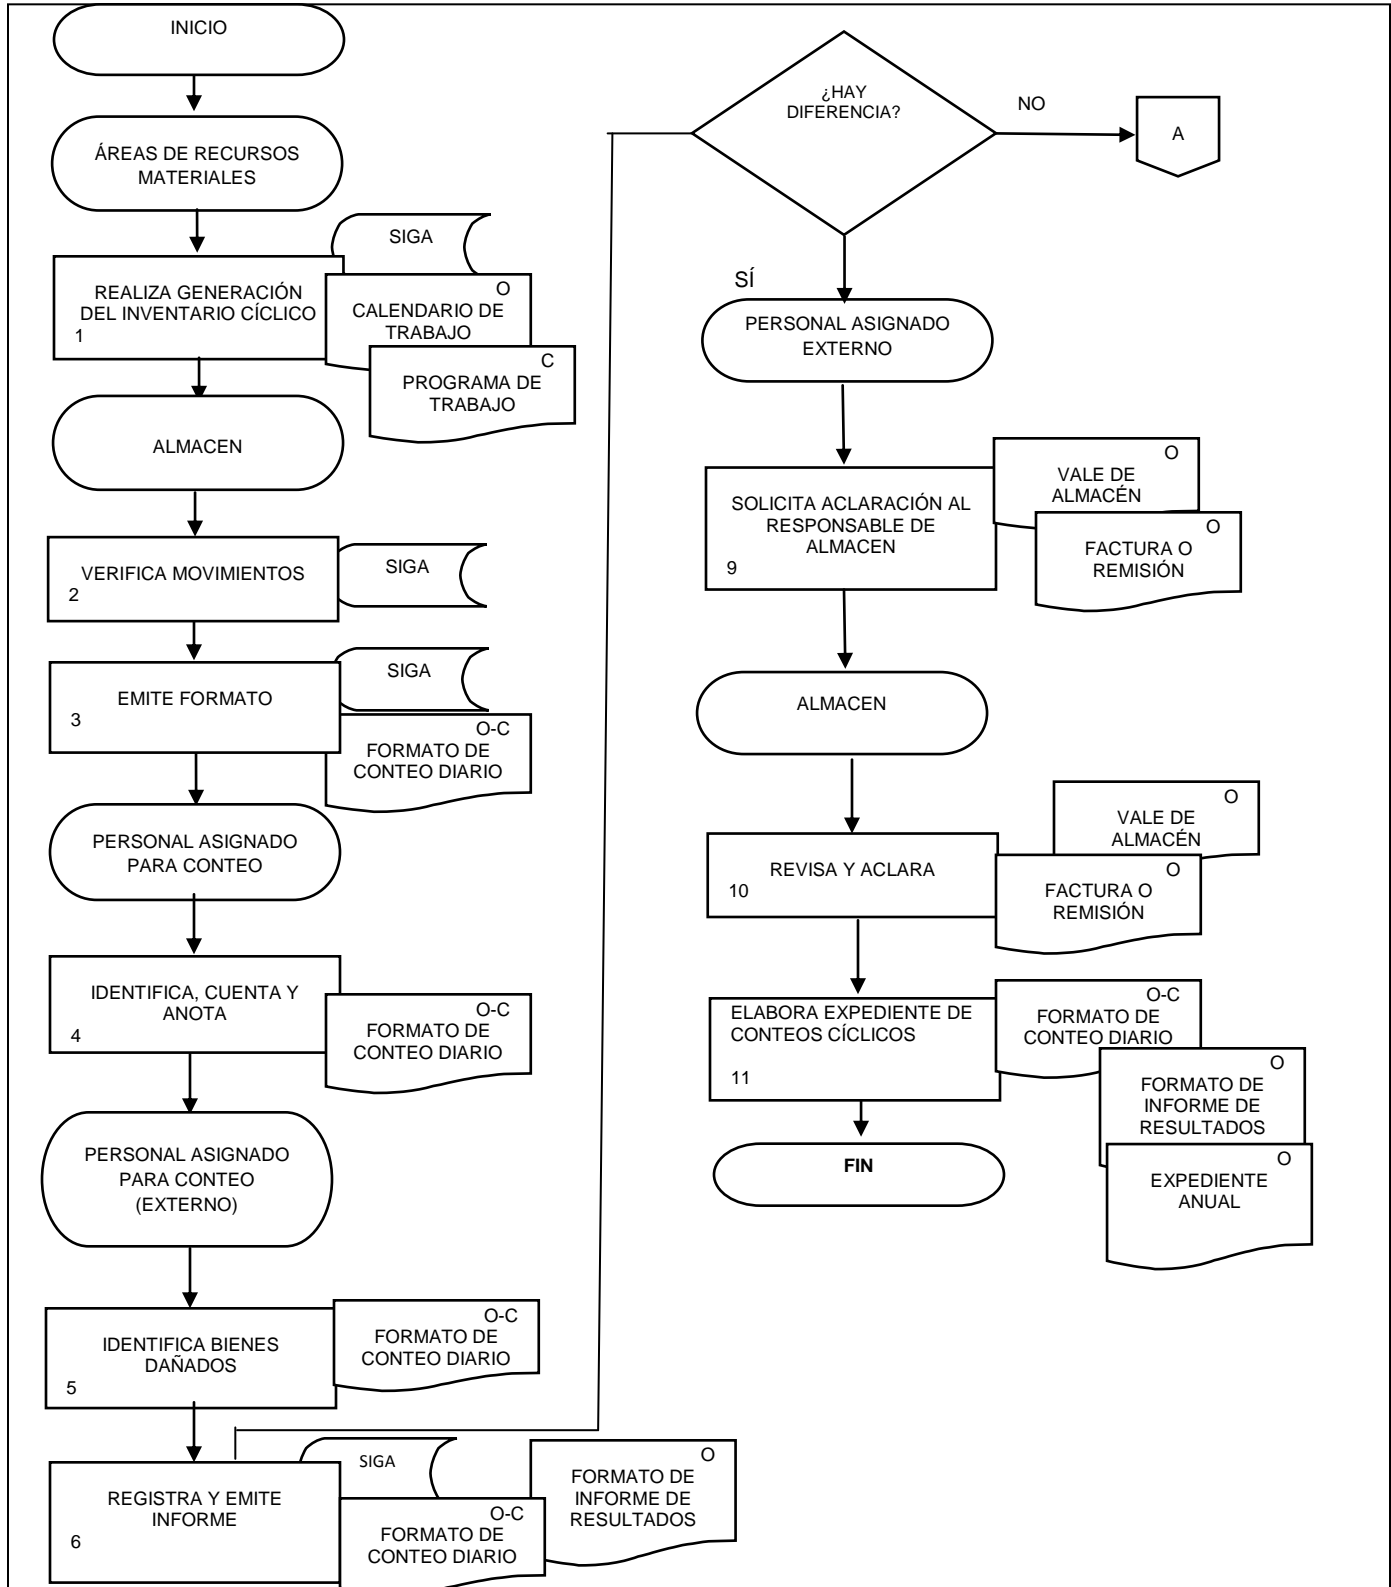 INICIO
ÁREAS DE RECURSOS
MATERIALES
SIGA
REALIZA GENERACIÓN
DEL INVENTARIO CÍCLICO
1
O
CALENDARIO DE
TRABAJO
C
PROGRAMA DE
TRABAJO
ALMACEN
VERIFICA MOVIMIENTOS
2
SIGA
SIGA
EMITE FORMATO
3
O-C
FORMATO DE
CONTEO DIARIO
PERSONAL ASIGNADO
PARA CONTEO
IDENTIFICA, CUENTA Y
ANOTA
4
O-C
FORMATO DE
CONTEO DIARIO
PERSONAL ASIGNADO
PARA CONTEO
(EXTERNO)
IDENTIFICA BIENES
DAÑADOS
5
O-C
FORMATO DE
CONTEO DIARIO
REGISTRA Y EMITE
INFORME
6
SIGA
O-C
FORMATO DE
CONTEO DIARIO
O
FORMATO DE
INFORME DE
RESULTADOS
¿HAY
DIFERENCIA?
NO
A
SÍ
PERSONAL ASIGNADO
EXTERNO
SOLICITA ACLARACIÓN AL
RESPONSABLE DE
ALMACEN
9
O
VALE DE
ALMACÉN
O
FACTURA O
REMISIÓN
ALMACEN
REVISA Y ACLARA
10
O
VALE DE
ALMACÉN
O
FACTURA O
REMISIÓN
ELABORA EXPEDIENTE DE
CONTEOS CÍCLICOS
11
O-C
FORMATO DE
CONTEO DIARIO
O
FORMATO DE
INFORME DE
RESULTADOS
O
EXPEDIENTE
ANUAL
FIN